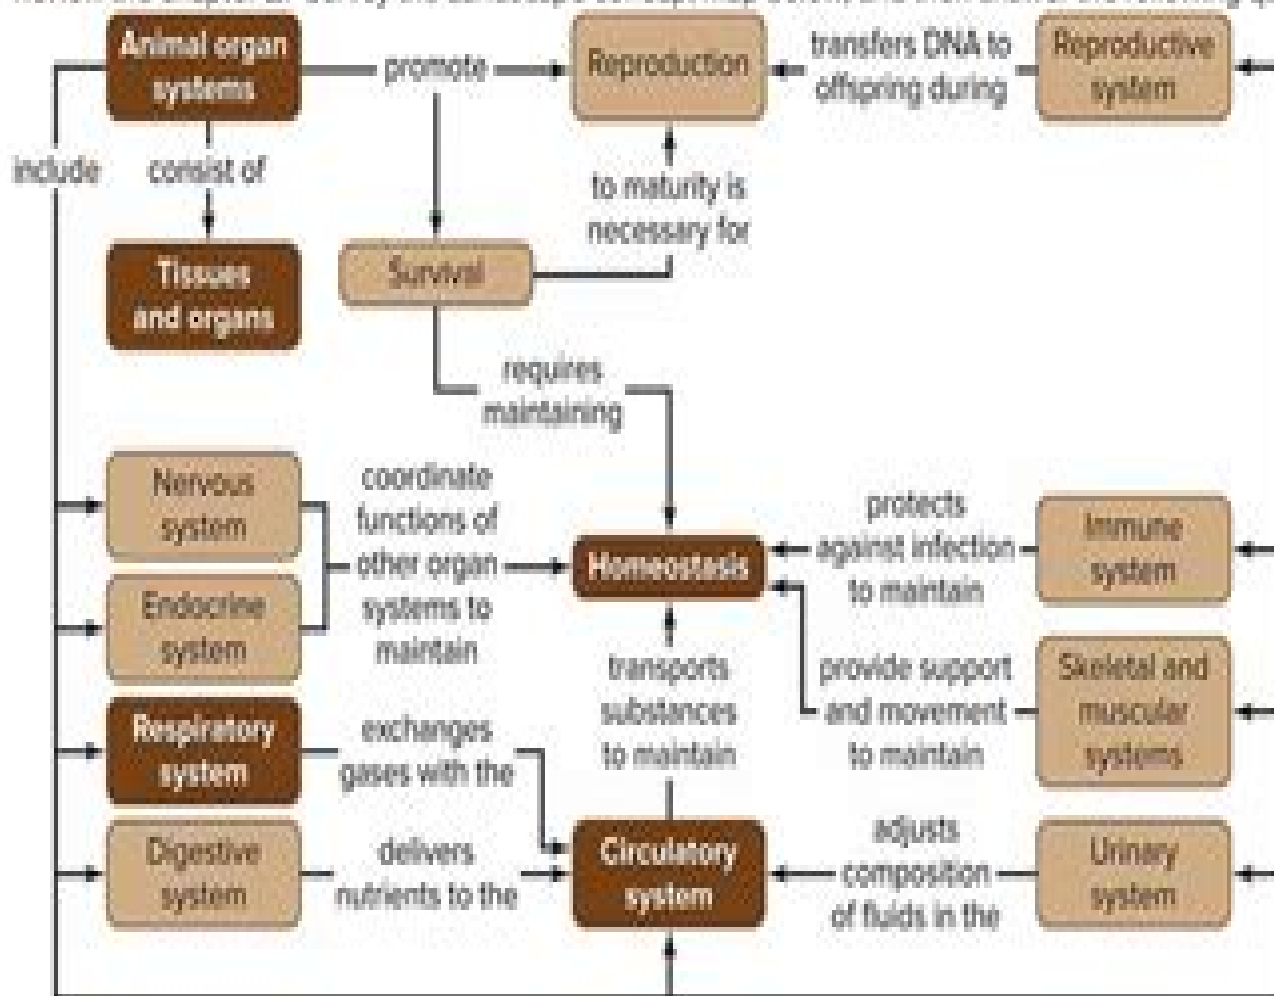 Animal organ
systems
promote
Reproduction
transfers DNA to
offspring during
Reproductive
system
include
consist of
to maturity is
necessary for
Tissues
and organs
Survival
requires
maintaining
Nervous
system
coordinate
functions of
other organ
systems to
maintain
Endocrine
system
Homeostasis
protects
against infection
to maintain
Immune
system
transports
substances
to maintain
provide support
and movement
to maintain
Skeletal and
muscular
systems
Respiratory
system
exchanges
gases with the
Digestive
system
delivers
nutrients to the
Circulatory
system
adjusts
composition
of fluids in the
Urinary
system